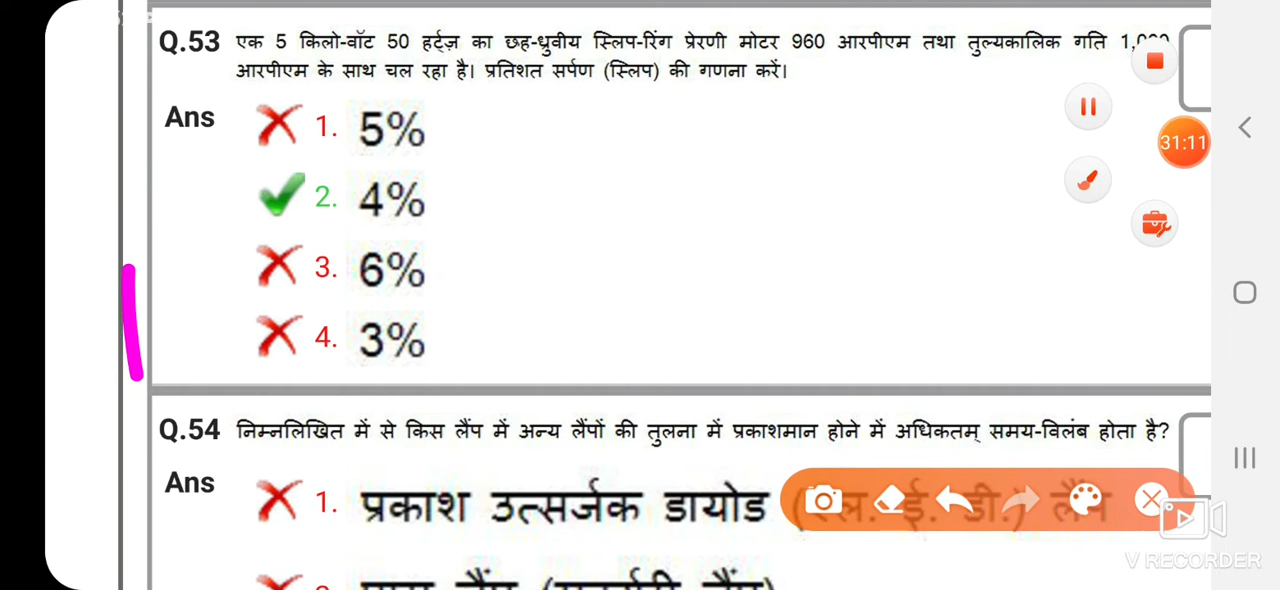 Q.53 एक 5 किलो-वॉट 50 हर्ट्ज़ का छह-ध्रुवीय स्लिप-रिंग प्रेरणी मोटर 960 आरपीएम तथा तुल्यकालिक गति
आरपीएम के साथ चल रहा है। प्रतिशत सर्पण (स्लिप) की गणना करें।
Ans
1. 5%
2. 4%
3. 6%
4. 3%
31:11
Q.54 निम्नलिखित में से किस लैंप में अन्य लैंपों की तुलना में प्रकाशमान होने में अधिकतम् समय-विलंब होता है?
Ans
1. प्रकाश उत्सर्जक डायोड (एल. ई. डी.) लैंप
V RECORDER